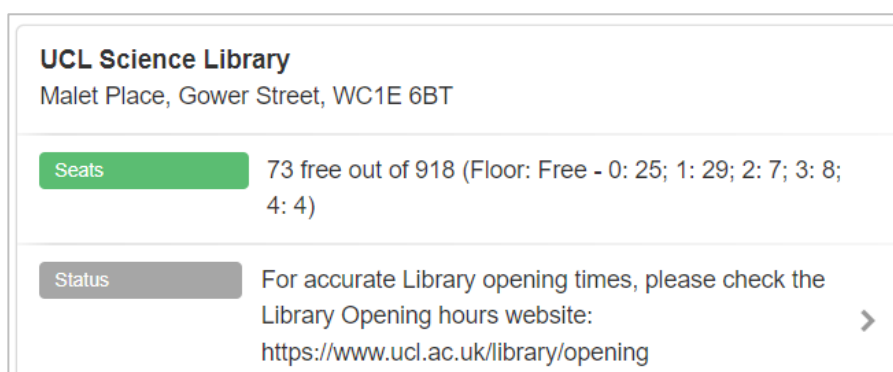 UCL Science Library
Malet Place, Gower Street, WC1E 6BT
Seats
73 free out of 918 (Floor: Free - 0: 25; 1: 29; 2: 7; 3: 8;
4: 4)
Status
For accurate Library opening times, please check the
Library Opening hours website:
https://www.ucl.ac.uk/library/opening